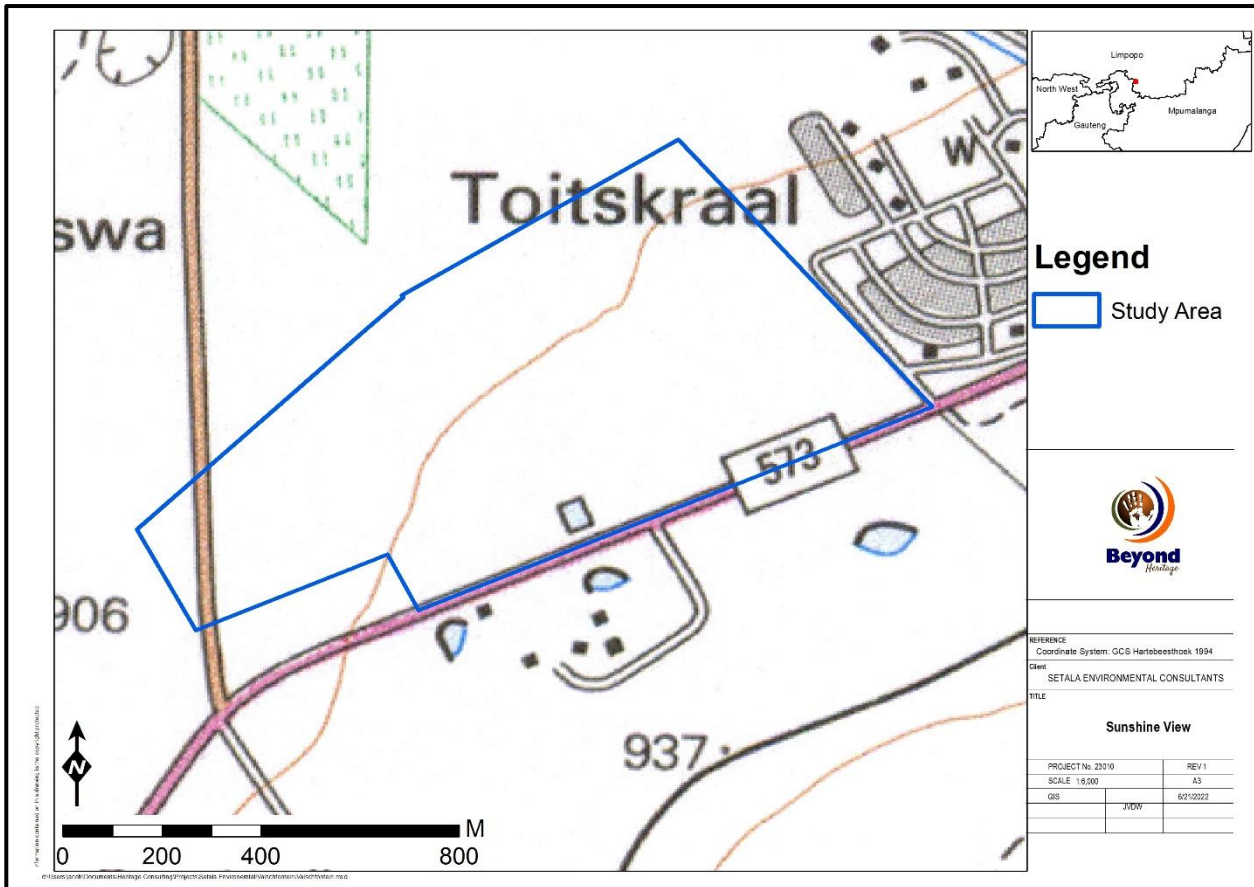 swa
Toitskraal
W
573
906
937
N
M
0 200 400 800
Limpopo
North West
Gauteng
Mpumalanga
Legend
Study Area
Beyond
Heritage
REFERENCE
Coordinate System: GCS Hartebeesthoek 1994
Client
SETALA ENVIRONMENTAL CONSULTANTS
TITLE
Sunshine View
PROJECT No. 23010 REV 1
SCALE 1:6,000 A3
GIS JVDW 6/21/2022